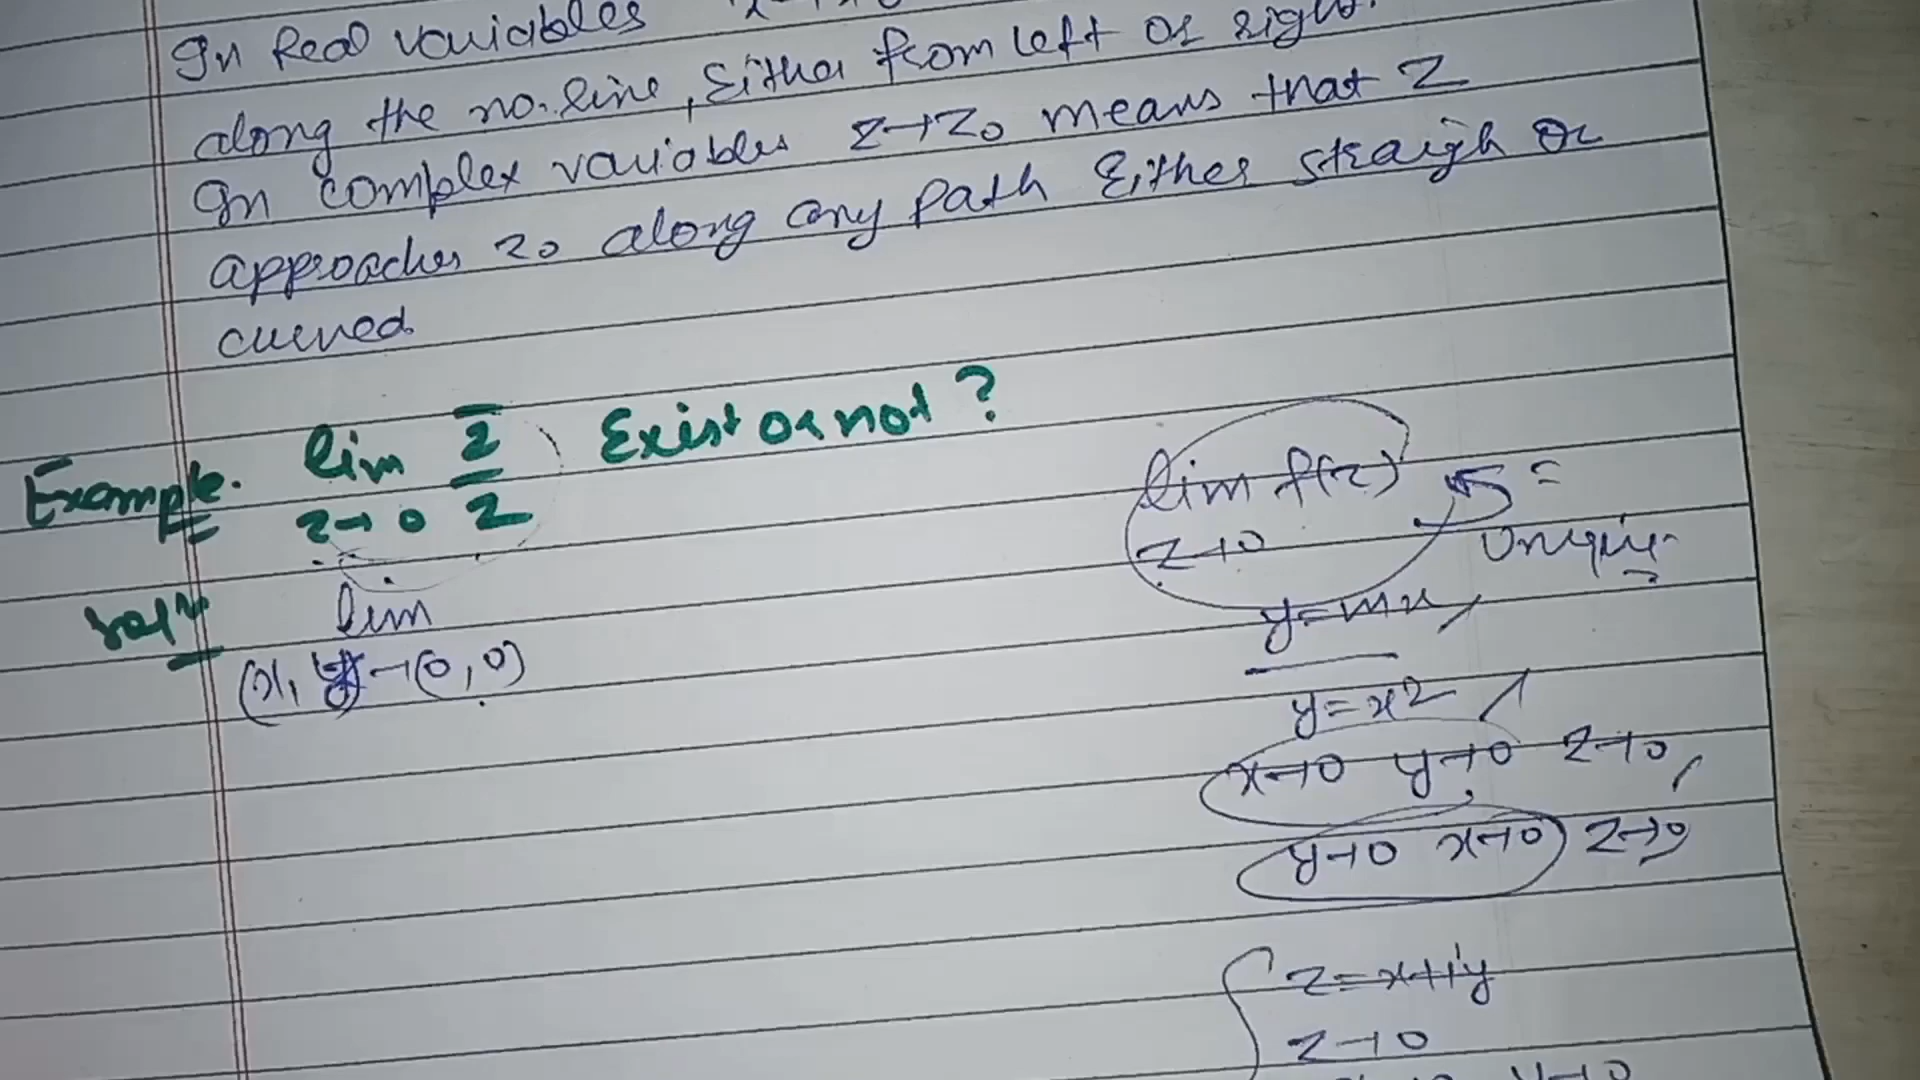 In Real variables
along the no. line, Either from left or right.
In complex variables z→z₀ means that z
approaches z₀ along any path Either straigh or
curved
Example. lim z→0 z̅/z Exist or not?
Solⁿ lim
(x, y)→(0,0)
lim f(z) =
z→0 Unique
y=mx,
y=x²
x→0 y→0 z→0,
y→0 x→0 z→0
z=x+iy
z→0
y→0